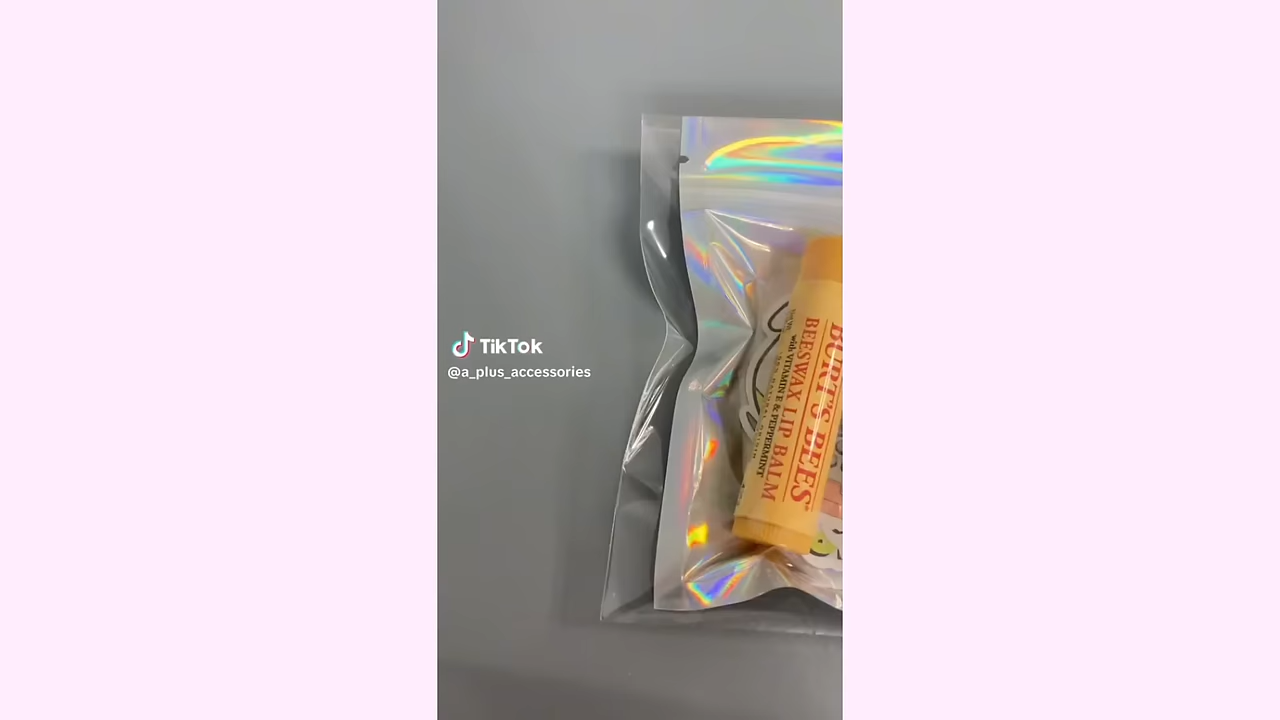 TikTok
@a_plus_accessories
BURT'S BEES
BEESWAX LIP BALM
with VITAMIN E & PEPPERMINT